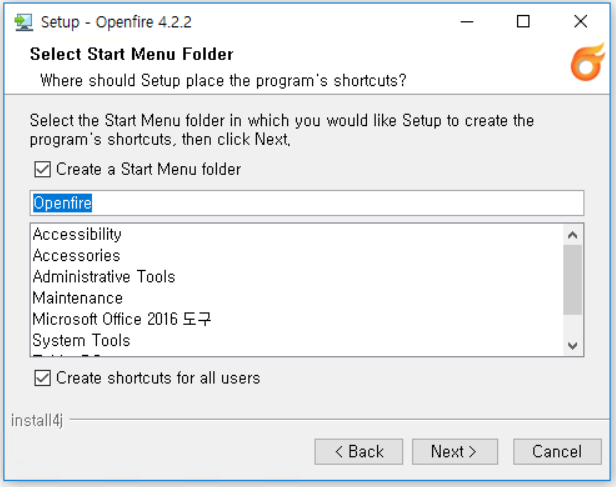 Setup - Openfire 4.2.2
Select Start Menu Folder
Where should Setup place the program's shortcuts?
Select the Start Menu folder in which you would like Setup to create the
program's shortcuts, then click Next.
Create a Start Menu folder
Openfire
Accessibility
Accessories
Administrative Tools
Maintenance
Microsoft Office 2016 도구
System Tools
Create shortcuts for all users
install4j
< Back
Next >
Cancel